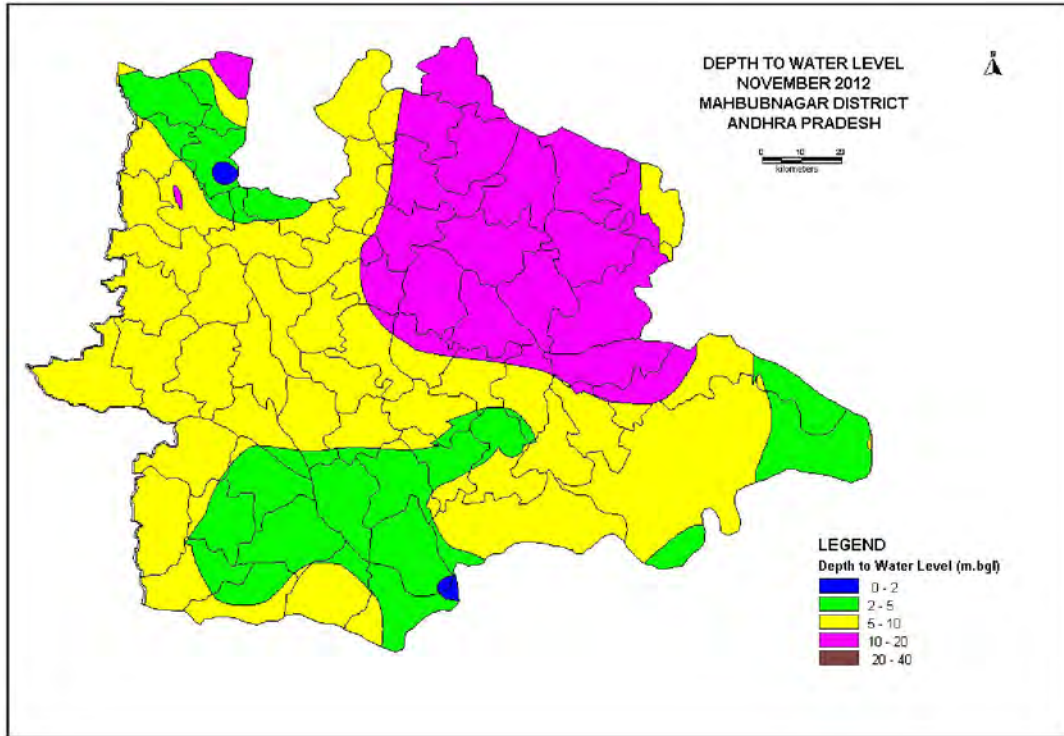 DEPTH TO WATER LEVEL
NOVEMBER 2012
MAHBUBNAGAR DISTRICT
ANDHRA PRADESH
N
0 10 20
kilometers
LEGEND
Depth to Water Level (m.bgl)
0 - 2
2 - 5
5 - 10
10 - 20
20 - 40